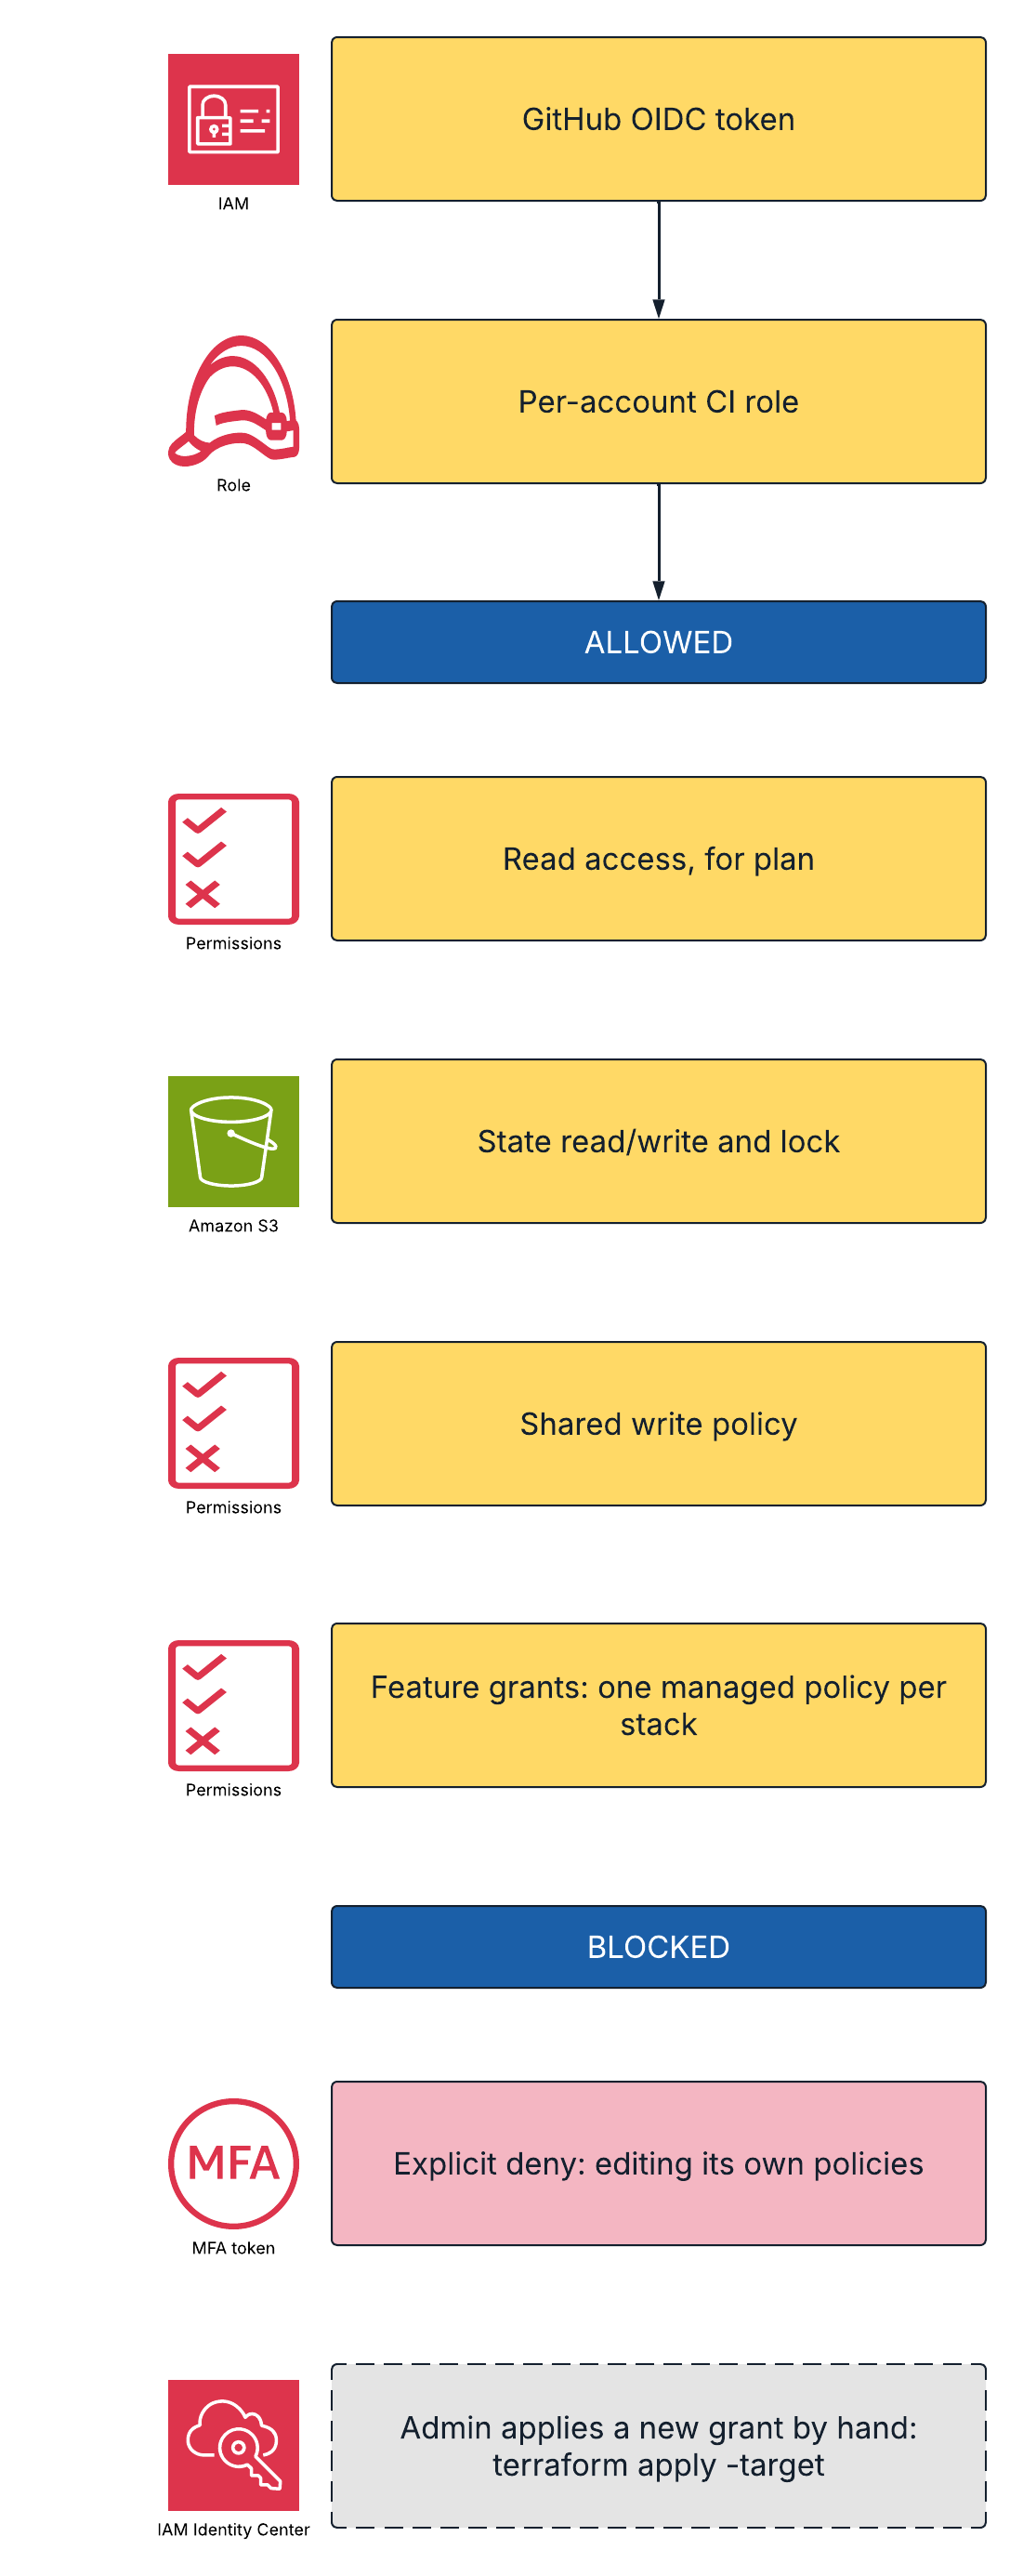 GitHub OIDC token
IAM
Per-account CI role
Role
ALLOWED
Read access, for plan
Permissions
State read/write and lock
Amazon S3
Shared write policy
Permissions
Feature grants: one managed policy per
stack
Permissions
BLOCKED
Explicit deny: editing its own policies
MFA
MFA token
Admin applies a new grant by hand:
terraform apply -target
IAM Identity Center